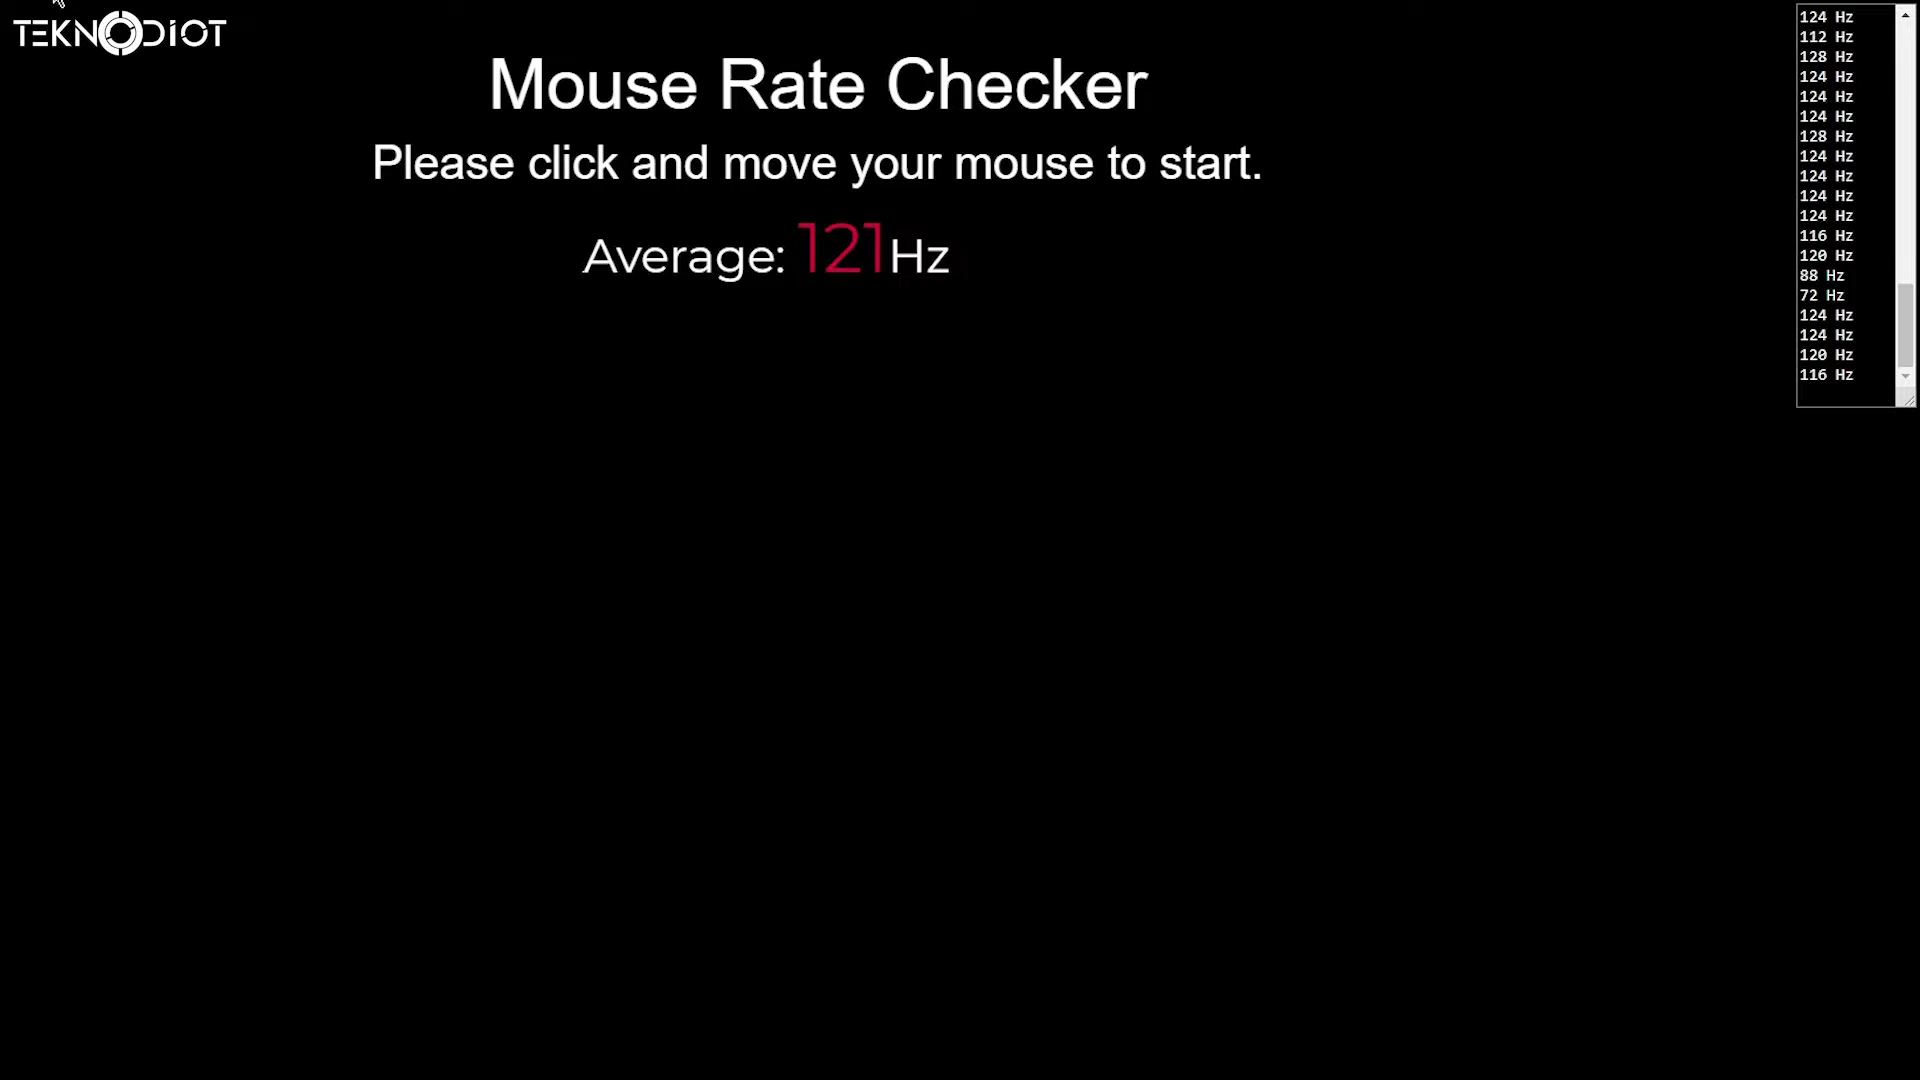 TEKNODIOT
Mouse Rate Checker
Please click and move your mouse to start.
Average: 121Hz
124 Hz
112 Hz
128 Hz
124 Hz
124 Hz
124 Hz
128 Hz
124 Hz
124 Hz
124 Hz
124 Hz
116 Hz
120 Hz
88 Hz
72 Hz
124 Hz
124 Hz
120 Hz
116 Hz